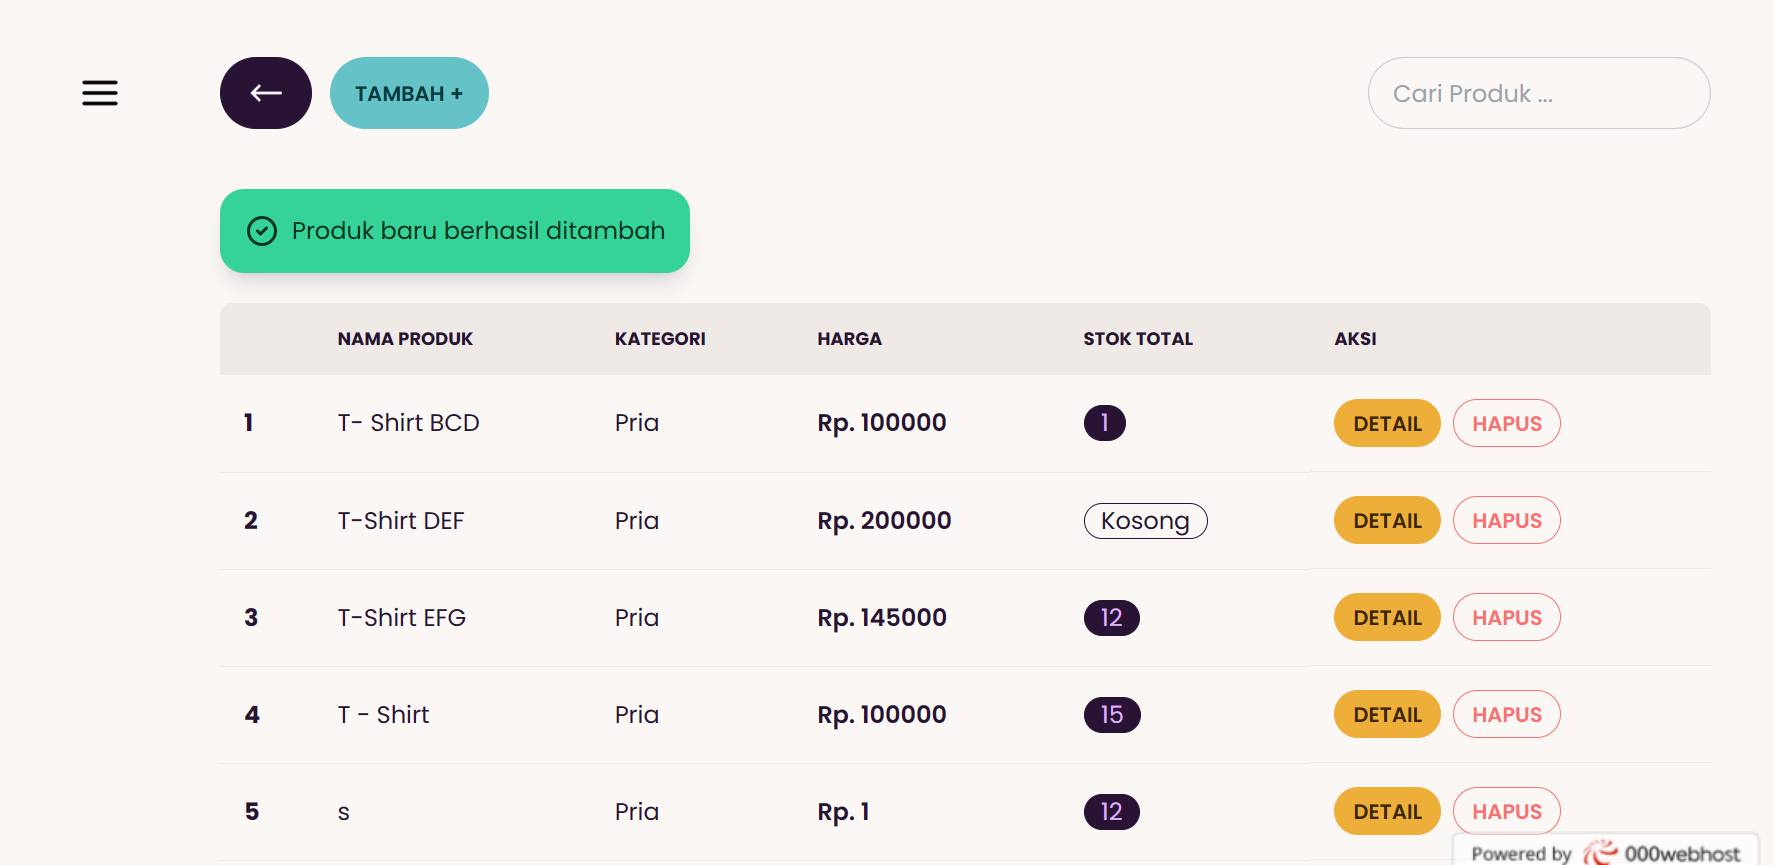 TAMBAH +
Cari Produk ...
Produk baru berhasil ditambah
NAMA PRODUK KATEGORI HARGA STOK TOTAL AKSI
1 T- Shirt BCD Pria Rp. 100000 1 DETAIL HAPUS
2 T-Shirt DEF Pria Rp. 200000 Kosong DETAIL HAPUS
3 T-Shirt EFG Pria Rp. 145000 12 DETAIL HAPUS
4 T - Shirt Pria Rp. 100000 15 DETAIL HAPUS
5 s Pria Rp. 1 12 DETAIL HAPUS
Powered by 000webhost